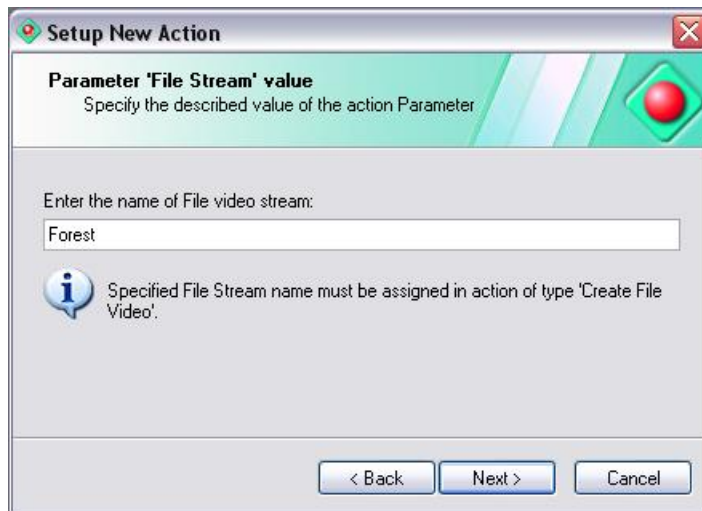 Setup New Action
Parameter 'File Stream' value
Specify the described value of the action Parameter
Enter the name of File video stream:
Forest
Specified File Stream name must be assigned in action of type 'Create File
Video'.
< Back
Next >
Cancel